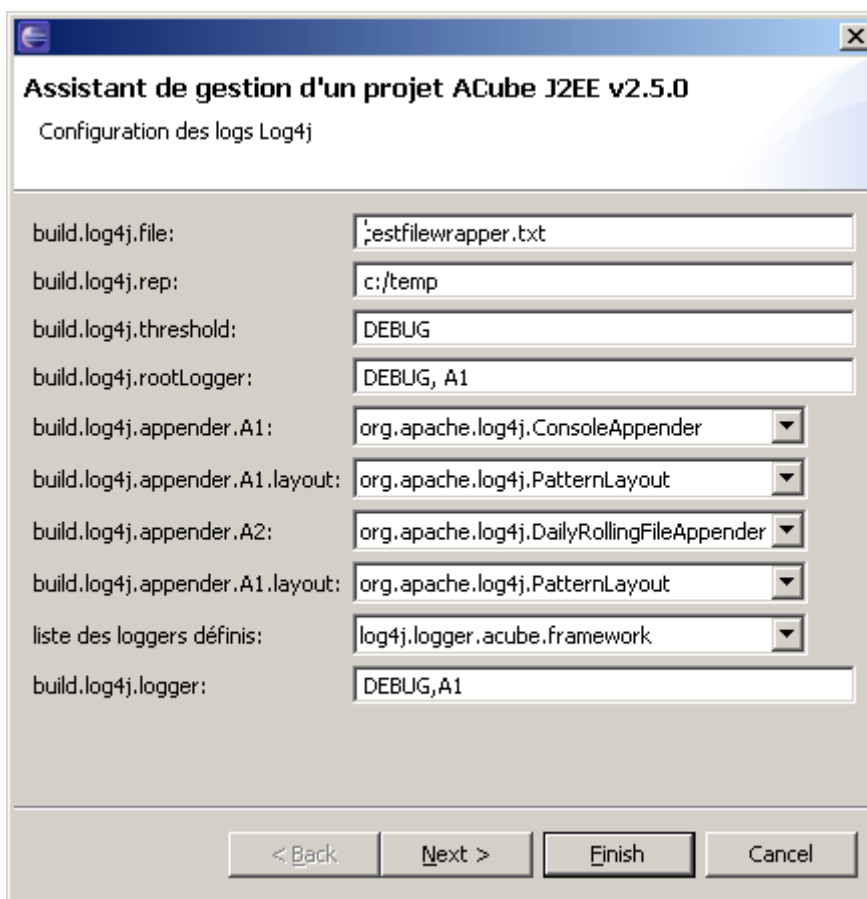 Assistant de gestion d'un projet ACube J2EE v2.5.0
Configuration des logs Log4j
build.log4j.file: testfilewrapper.txt
build.log4j.rep: c:/temp
build.log4j.threshold: DEBUG
build.log4j.rootLogger: DEBUG, A1
build.log4j.appender.A1: org.apache.log4j.ConsoleAppender
build.log4j.appender.A1.layout: org.apache.log4j.PatternLayout
build.log4j.appender.A2: org.apache.log4j.DailyRollingFileAppender
build.log4j.appender.A1.layout: org.apache.log4j.PatternLayout
liste des loggers définis: log4j.logger.acube.framework
build.log4j.logger: DEBUG,A1
< Back Next > Finish Cancel